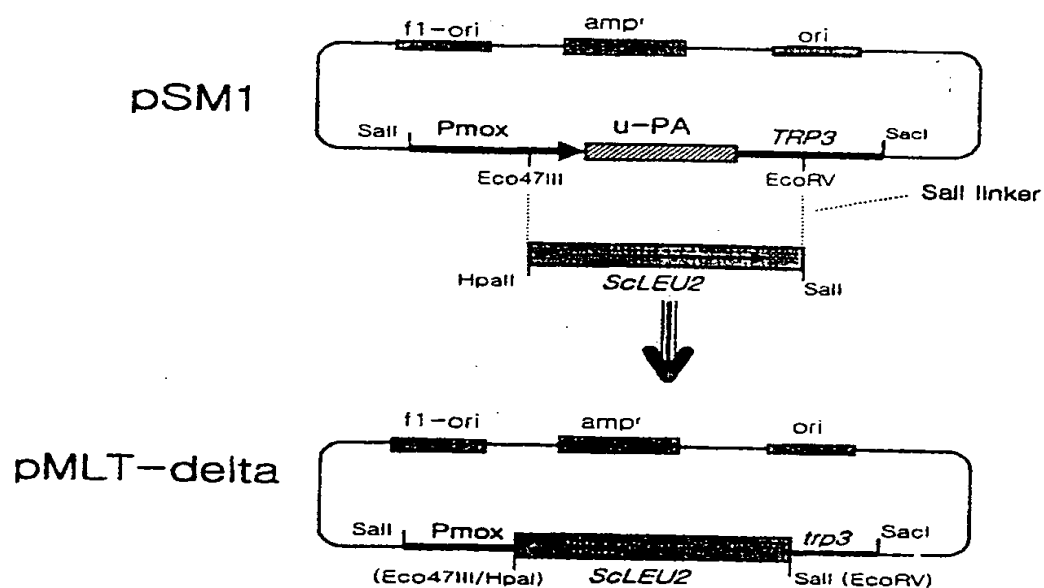 f1-ori ampʳ ori
pSM1
SalI Pmox u-PA TRP3 SacI
Eco47III EcoRV
SalI linker
HpaII ScLEU2 SalI
f1-ori ampʳ ori
pMLT-delta
SalI Pmox trp3 SacI
(Eco47III/HpaI) ScLEU2 SalI (EcoRV)